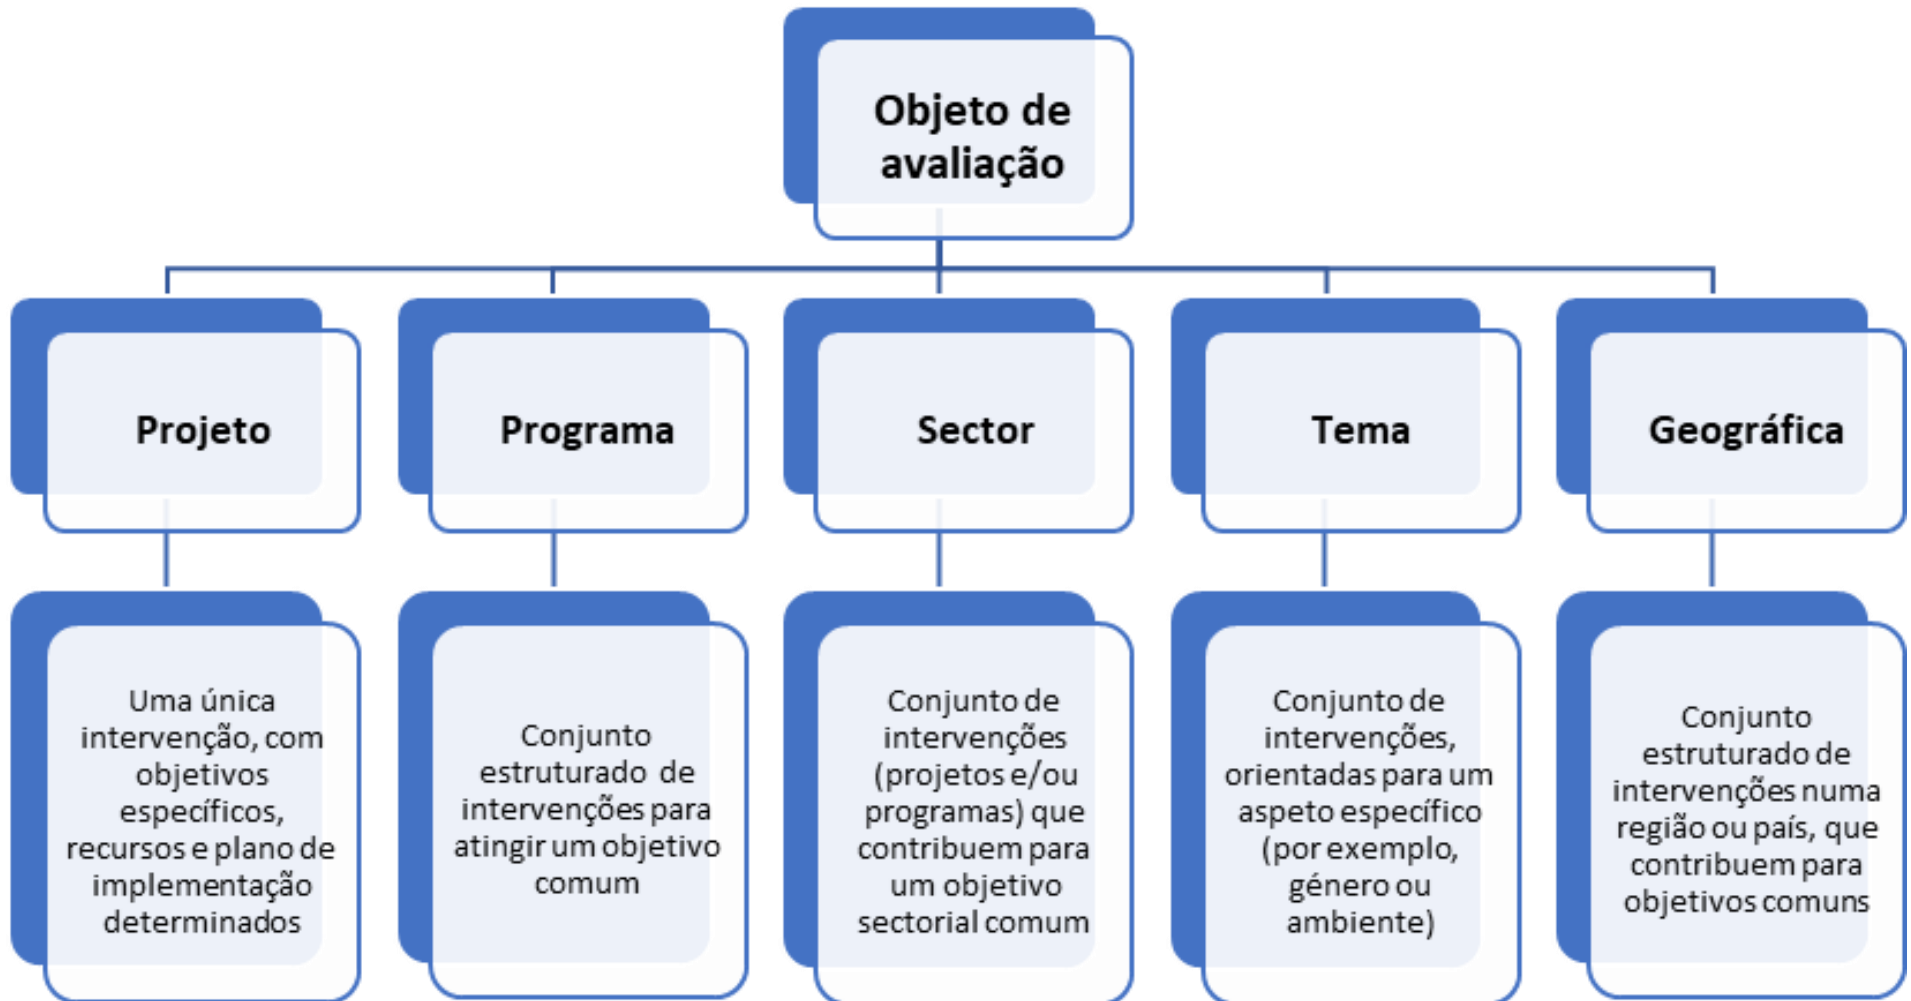 Objeto de
avaliação
Projeto
Programa
Sector
Tema
Geográfica
Uma única
intervenção, com
objetivos
específicos,
recursos e plano de
implementação
determinados
Conjunto
estruturado de
intervenções para
atingir um objetivo
comum
Conjunto de
intervenções
(projetos e/ou
programas) que
contribuem para
um objetivo
sectorial comum
Conjunto de
intervenções,
orientadas para um
aspeto específico
(por exemplo,
género ou
ambiente)
Conjunto
estruturado de
intervenções numa
região ou país, que
contribuem para
objetivos comuns